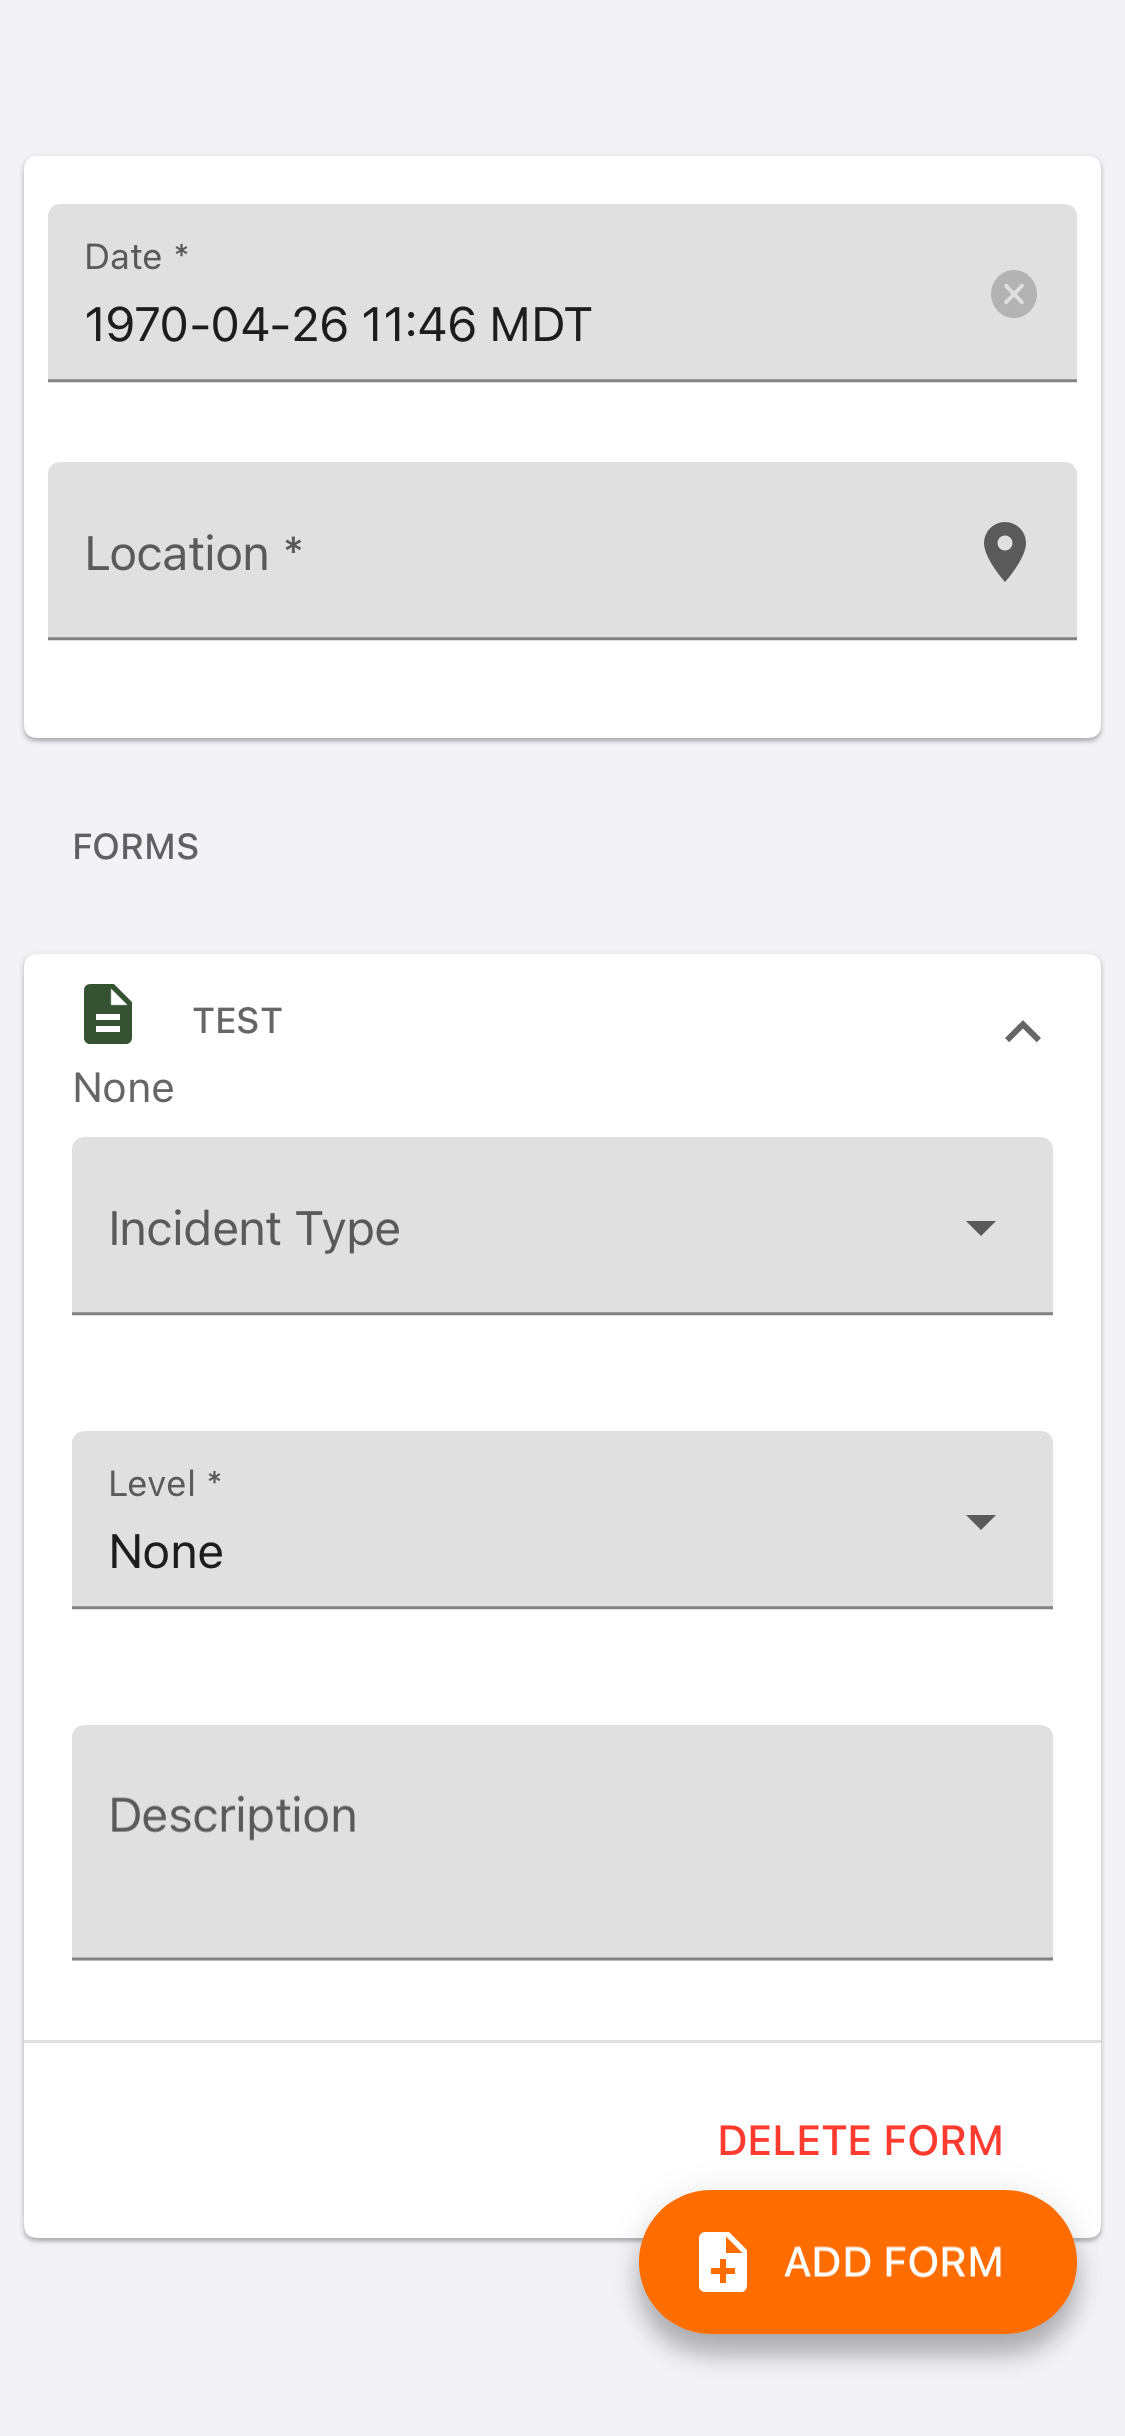 Date *
1970-04-26 11:46 MDT
Location *
FORMS
TEST
None
Incident Type
Level *
None
Description
DELETE FORM
ADD FORM